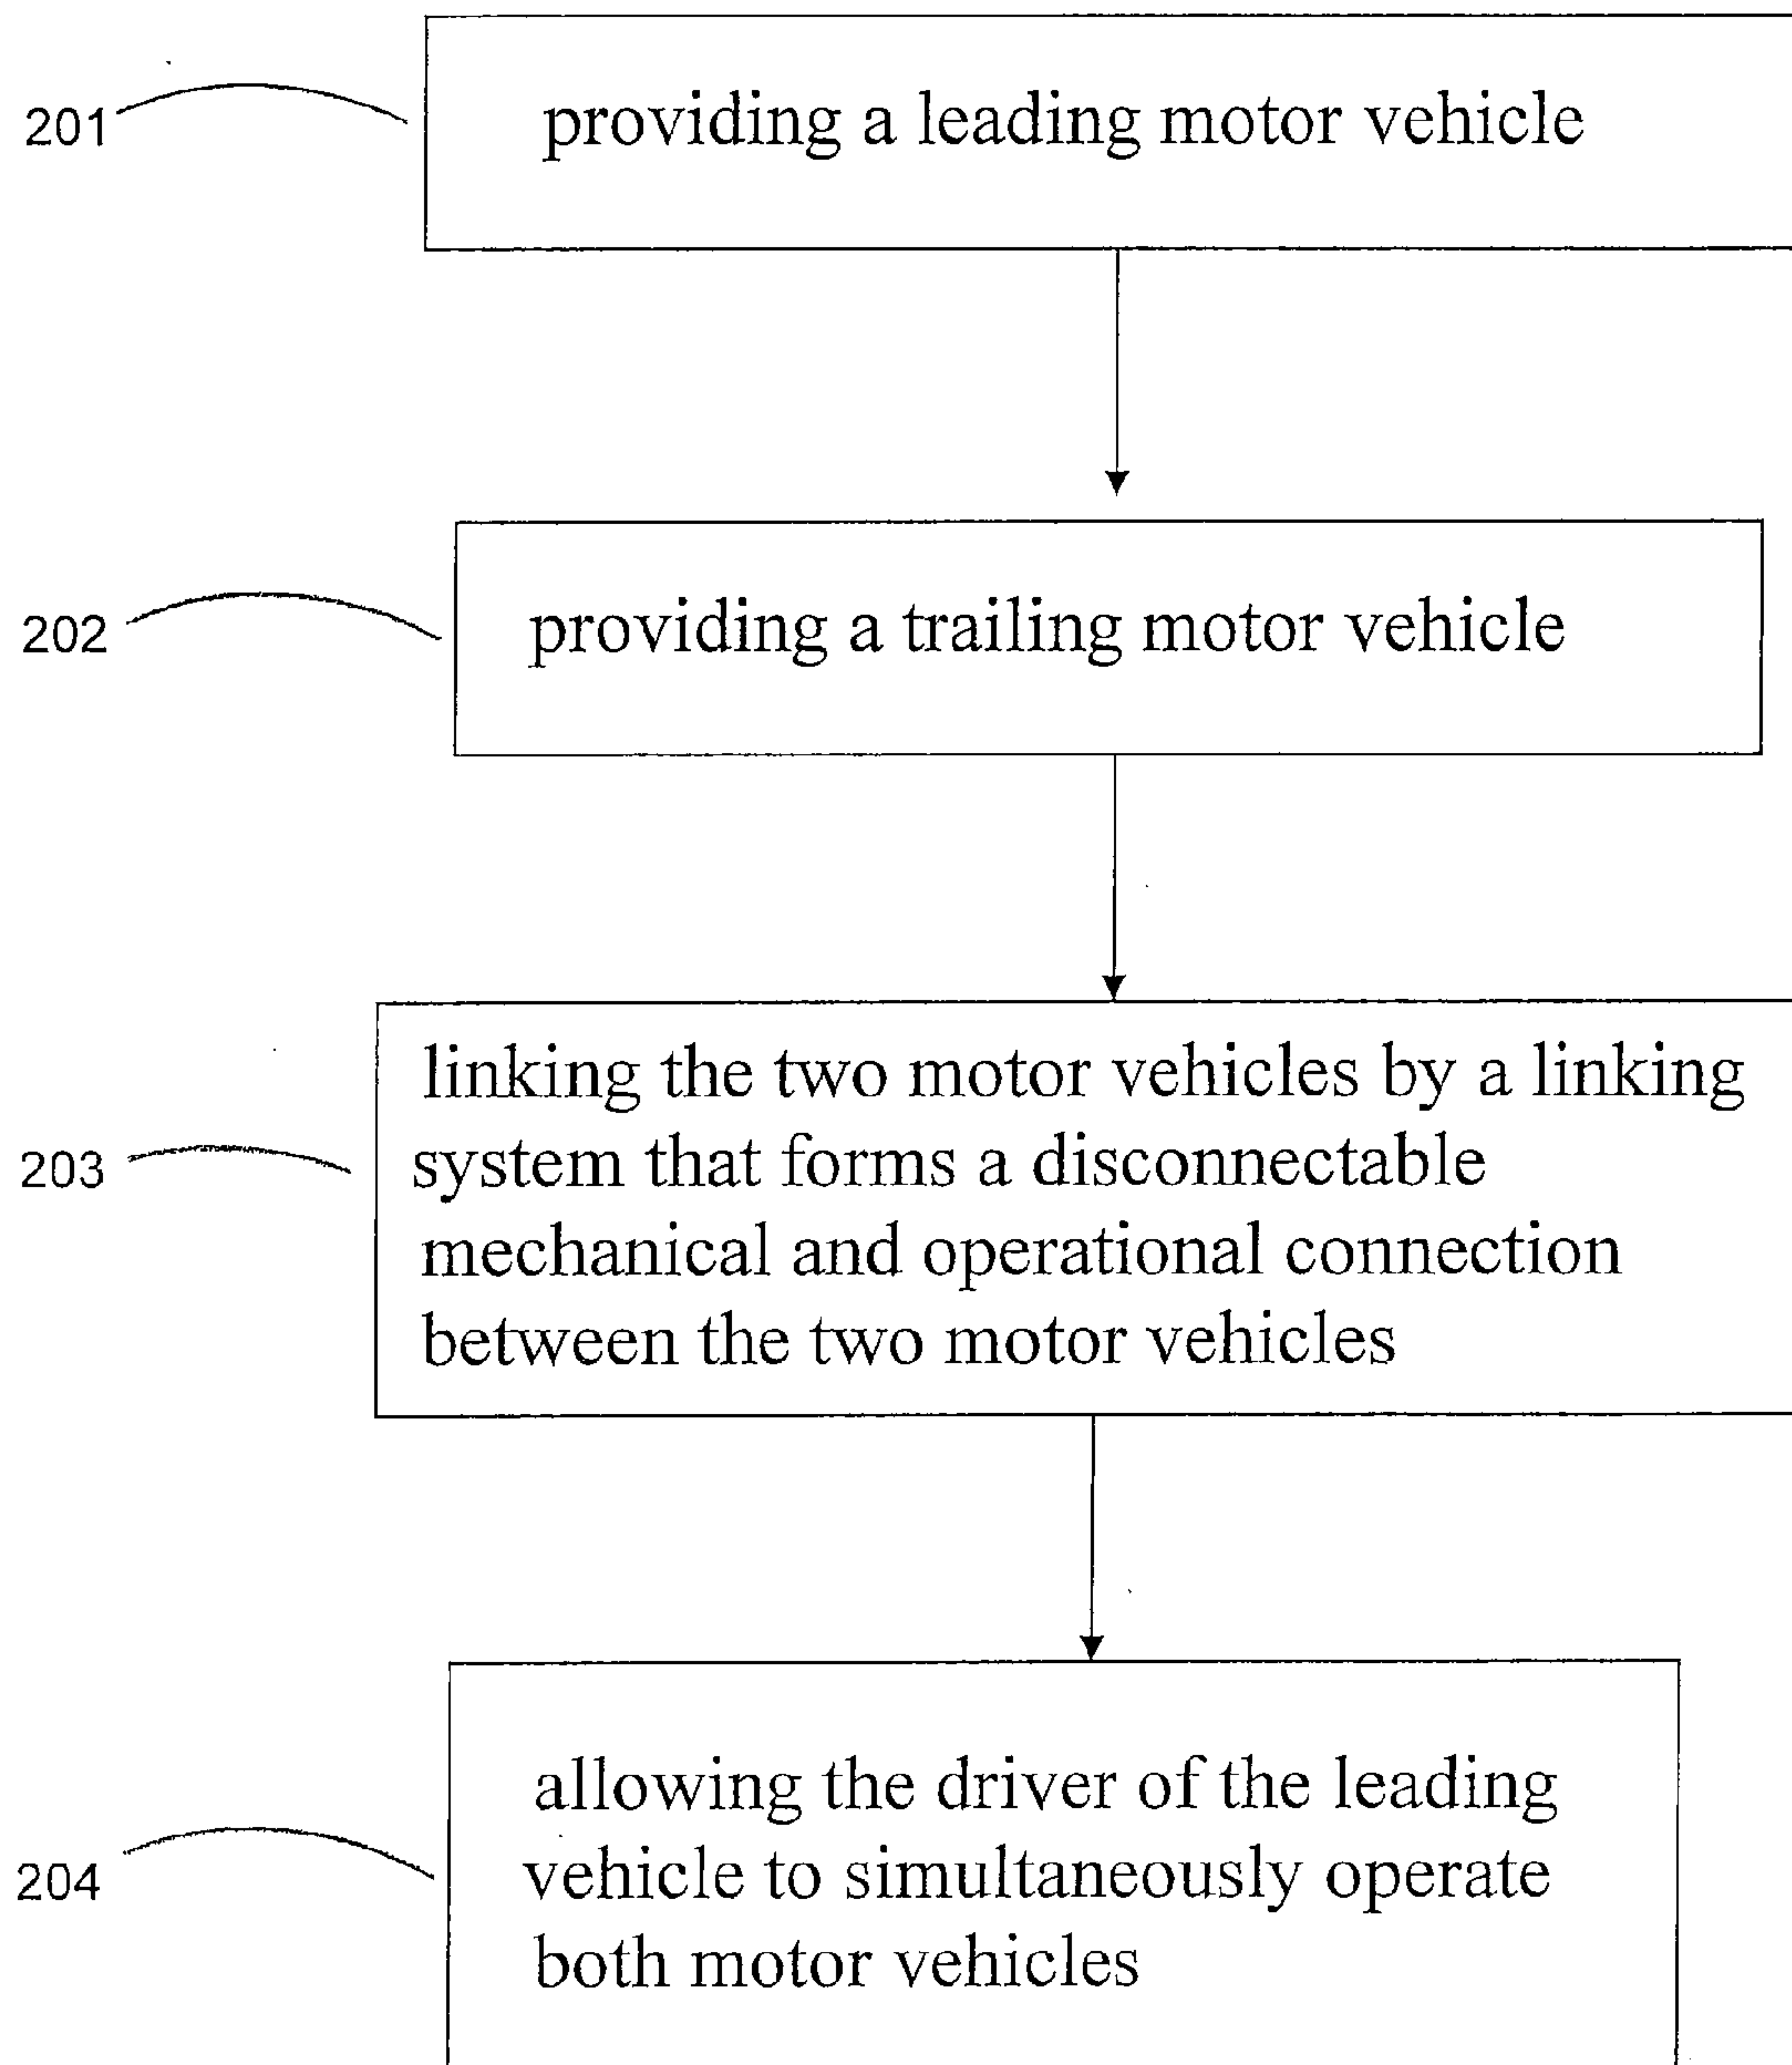 201
providing a leading motor vehicle
202
providing a trailing motor vehicle
203
linking the two motor vehicles by a linking
system that forms a disconnectable
mechanical and operational connection
between the two motor vehicles
204
allowing the driver of the leading
vehicle to simultaneously operate
both motor vehicles